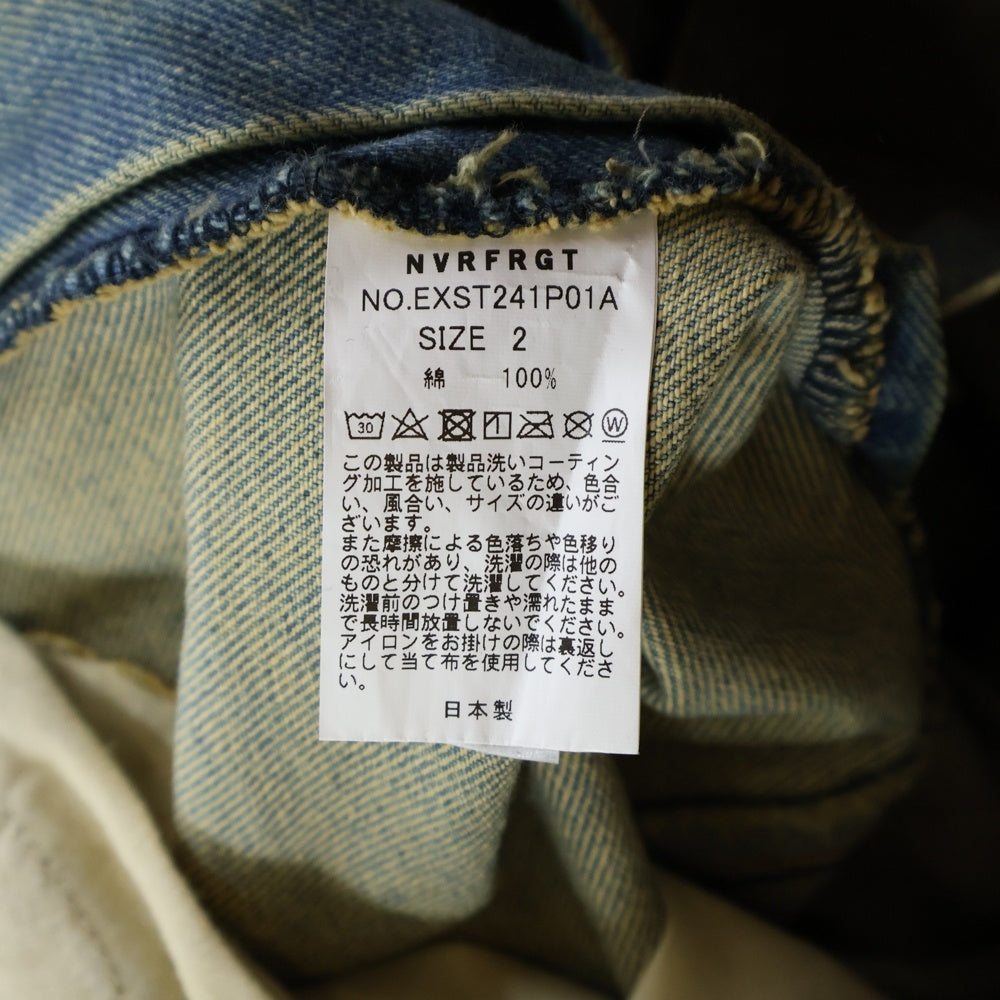 NVRFRGT
NO.EXST241P01A
SIZE 2
綿 100%
30 W
この製品は製品洗いコーティン
グ加工を施しているため、色合
い、風合い、サイズの違いがご
ざいます。
また摩擦による色落ちや色移り
の恐れがあり、洗濯の際は他の
ものと分けて洗濯してください。
洗濯前のつけ置きや濡れたまま
で長時間放置しないでください。
アイロンをお掛けの際は裏返し
にして当て布を使用してくださ
い。
日本製